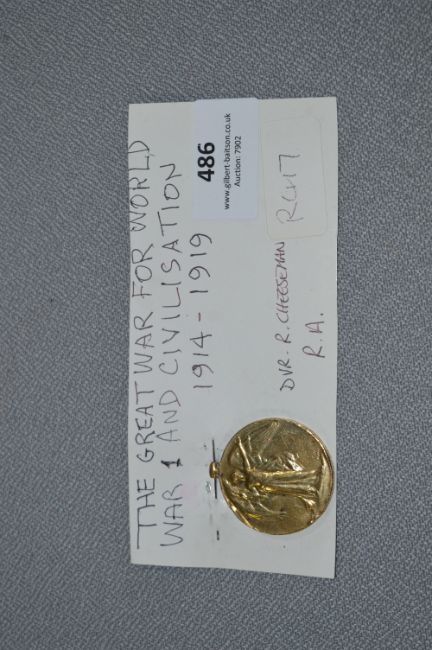 THE GREAT WAR FOR WORLD
WAR 1 AND CIVILISATION
1914 - 1919
486
www.gilbert-baitson.co.uk
Auction: 7902
DVR. R. CHEESEMAN
R.A.